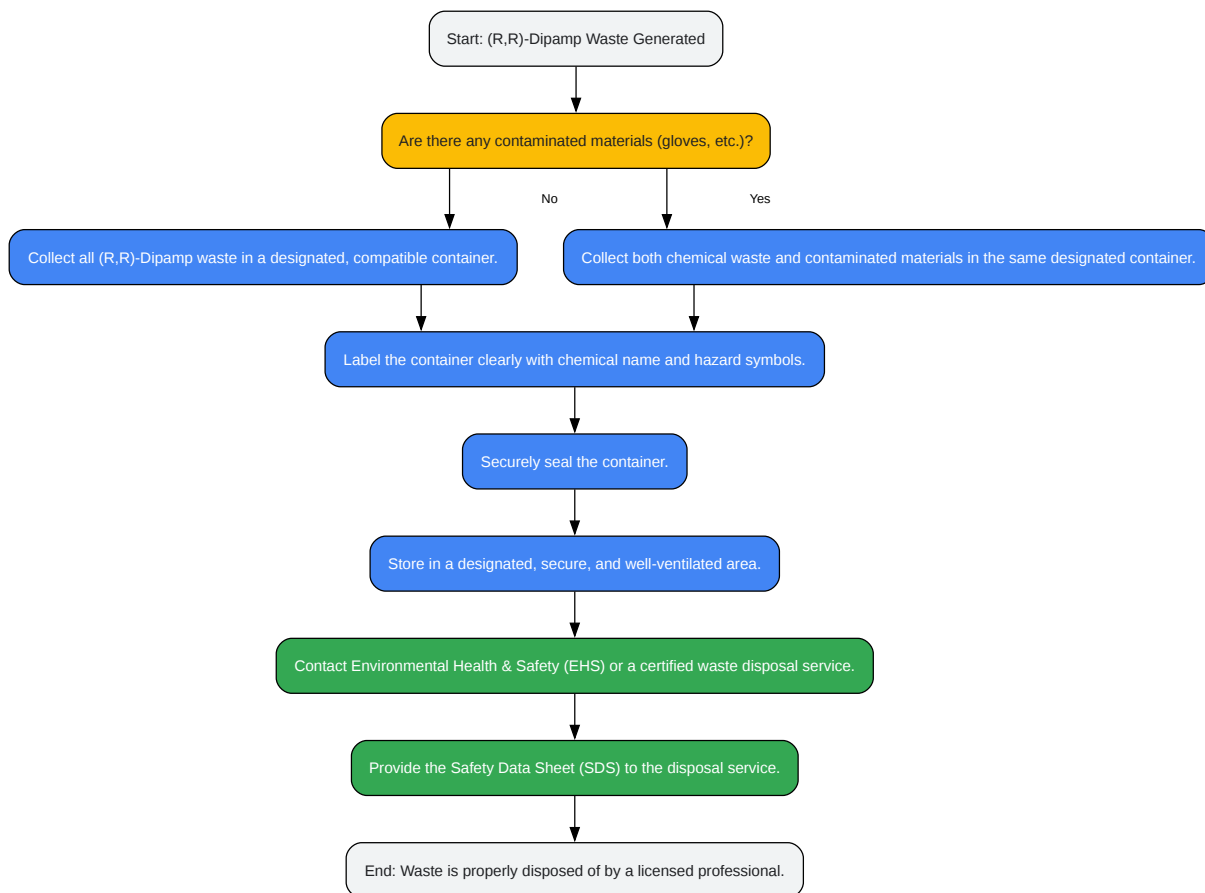 Start: (R,R)-Dipamp Waste Generated
Are there any contaminated materials (gloves, etc.)?
No
Yes
Collect all (R,R)-Dipamp waste in a designated, compatible container.
Collect both chemical waste and contaminated materials in the same designated container.
Label the container clearly with chemical name and hazard symbols.
Securely seal the container.
Store in a designated, secure, and well-ventilated area.
Contact Environmental Health & Safety (EHS) or a certified waste disposal service.
Provide the Safety Data Sheet (SDS) to the disposal service.
End: Waste is properly disposed of by a licensed professional.